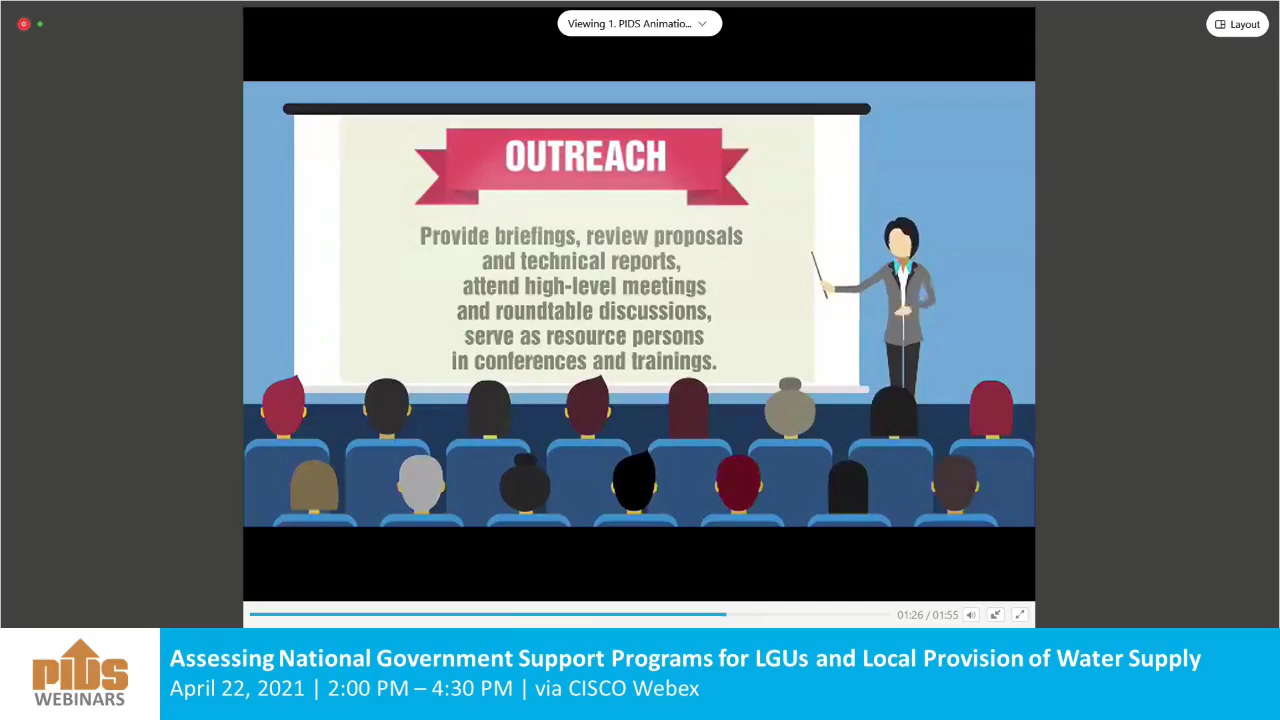 Viewing 1. PIDS Animatio...
Layout
OUTREACH
Provide briefings, review proposals
and technical reports,
attend high-level meetings
and roundtable discussions,
serve as resource persons
in conferences and trainings.
01:26 / 01:55
PIDS
WEBINARS
Assessing National Government Support Programs for LGUs and Local Provision of Water Supply
April 22, 2021 | 2:00 PM – 4:30 PM | via CISCO Webex